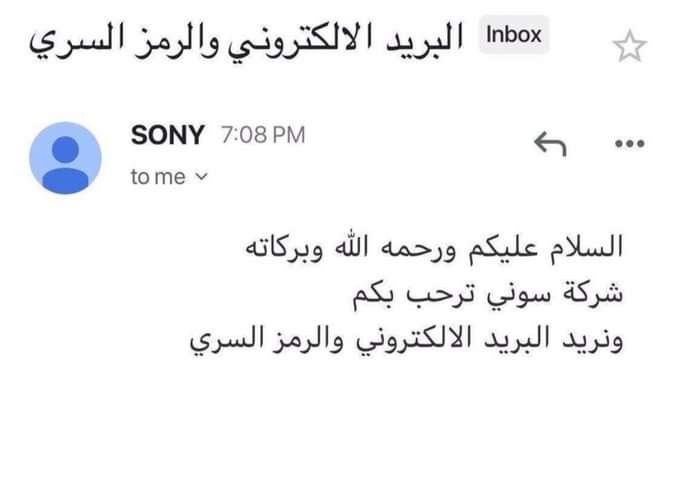 البريد الالكتروني والرمز السري Inbox
SONY 7:08 PM
to me
السلام عليكم ورحمه الله وبركاته
شركة سوني ترحب بكم
ونريد البريد الالكتروني والرمز السري